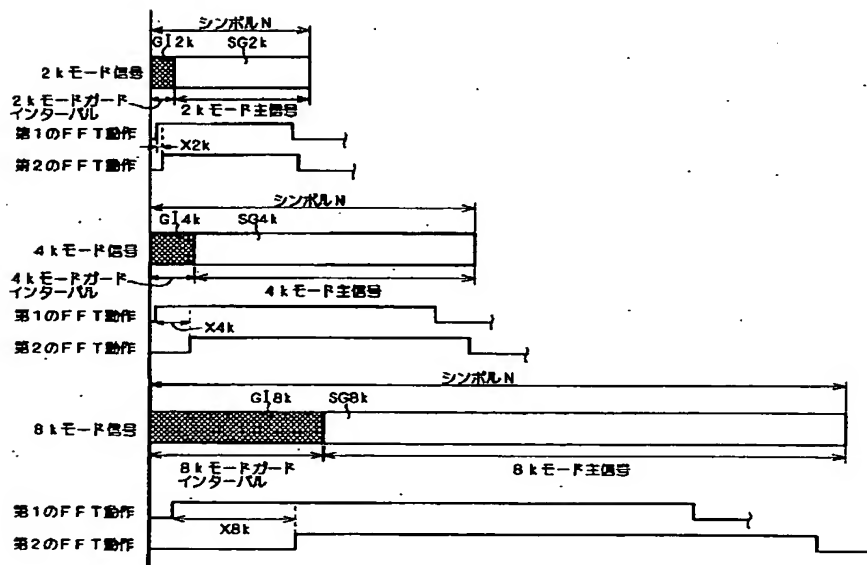 シンボルN
GI2k SG2k
2kモード信号
2kモードガード
インターバル
2kモード主信号
第1のFFT動作
X2k
第2のFFT動作
シンボルN
GI4k SG4k
4kモード信号
4kモードガード
インターバル
4kモード主信号
第1のFFT動作
X4k
第2のFFT動作
シンボルN
GI8k SG8k
8kモード信号
8kモードガード
インターバル
8kモード主信号
第1のFFT動作
X8k
第2のFFT動作